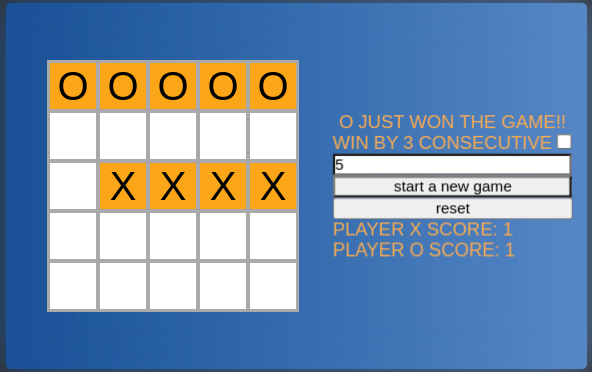 O O O O O
X X X X
O JUST WON THE GAME!!
WIN BY 3 CONSECUTIVE
5
start a new game
reset
PLAYER X SCORE: 1
PLAYER O SCORE: 1